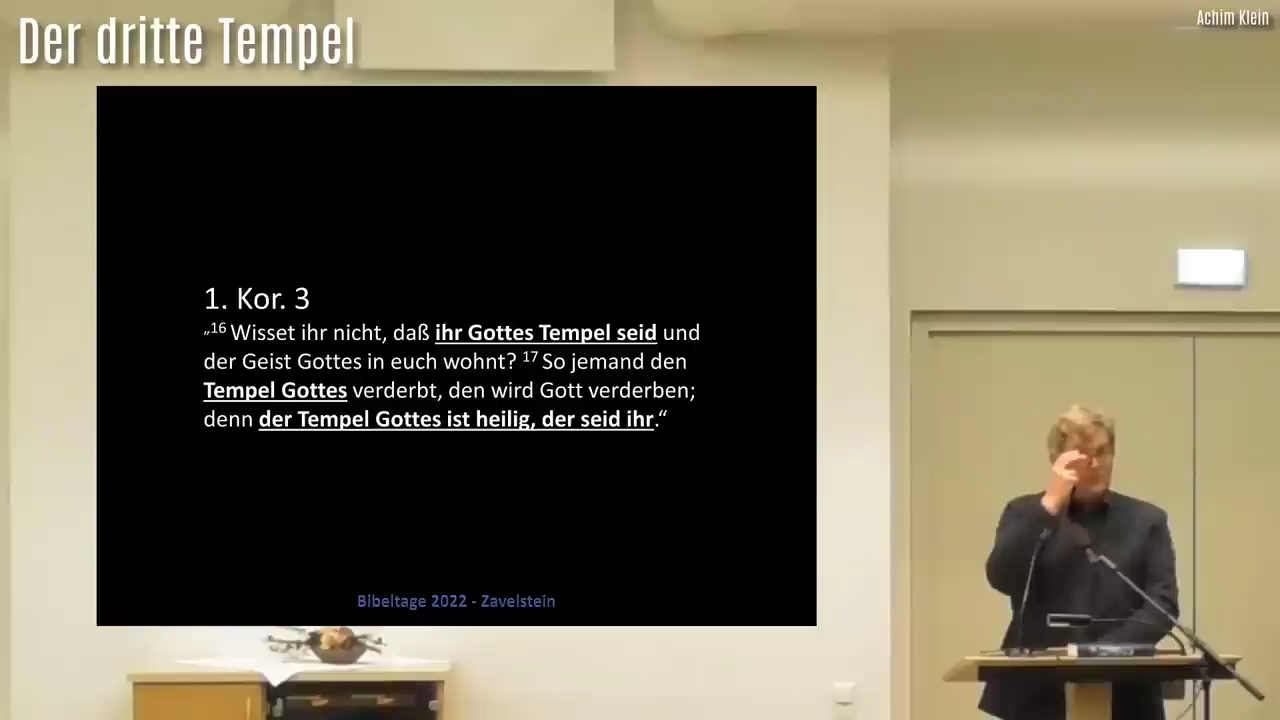 Der dritte Tempel
Achim Klein
1. Kor. 3
„16 Wisset ihr nicht, daß ihr Gottes Tempel seid und
der Geist Gottes in euch wohnt? 17 So jemand den
Tempel Gottes verderbt, den wird Gott verderben;
denn der Tempel Gottes ist heilig, der seid ihr.“
Bibeltage 2022 - Zavelstein